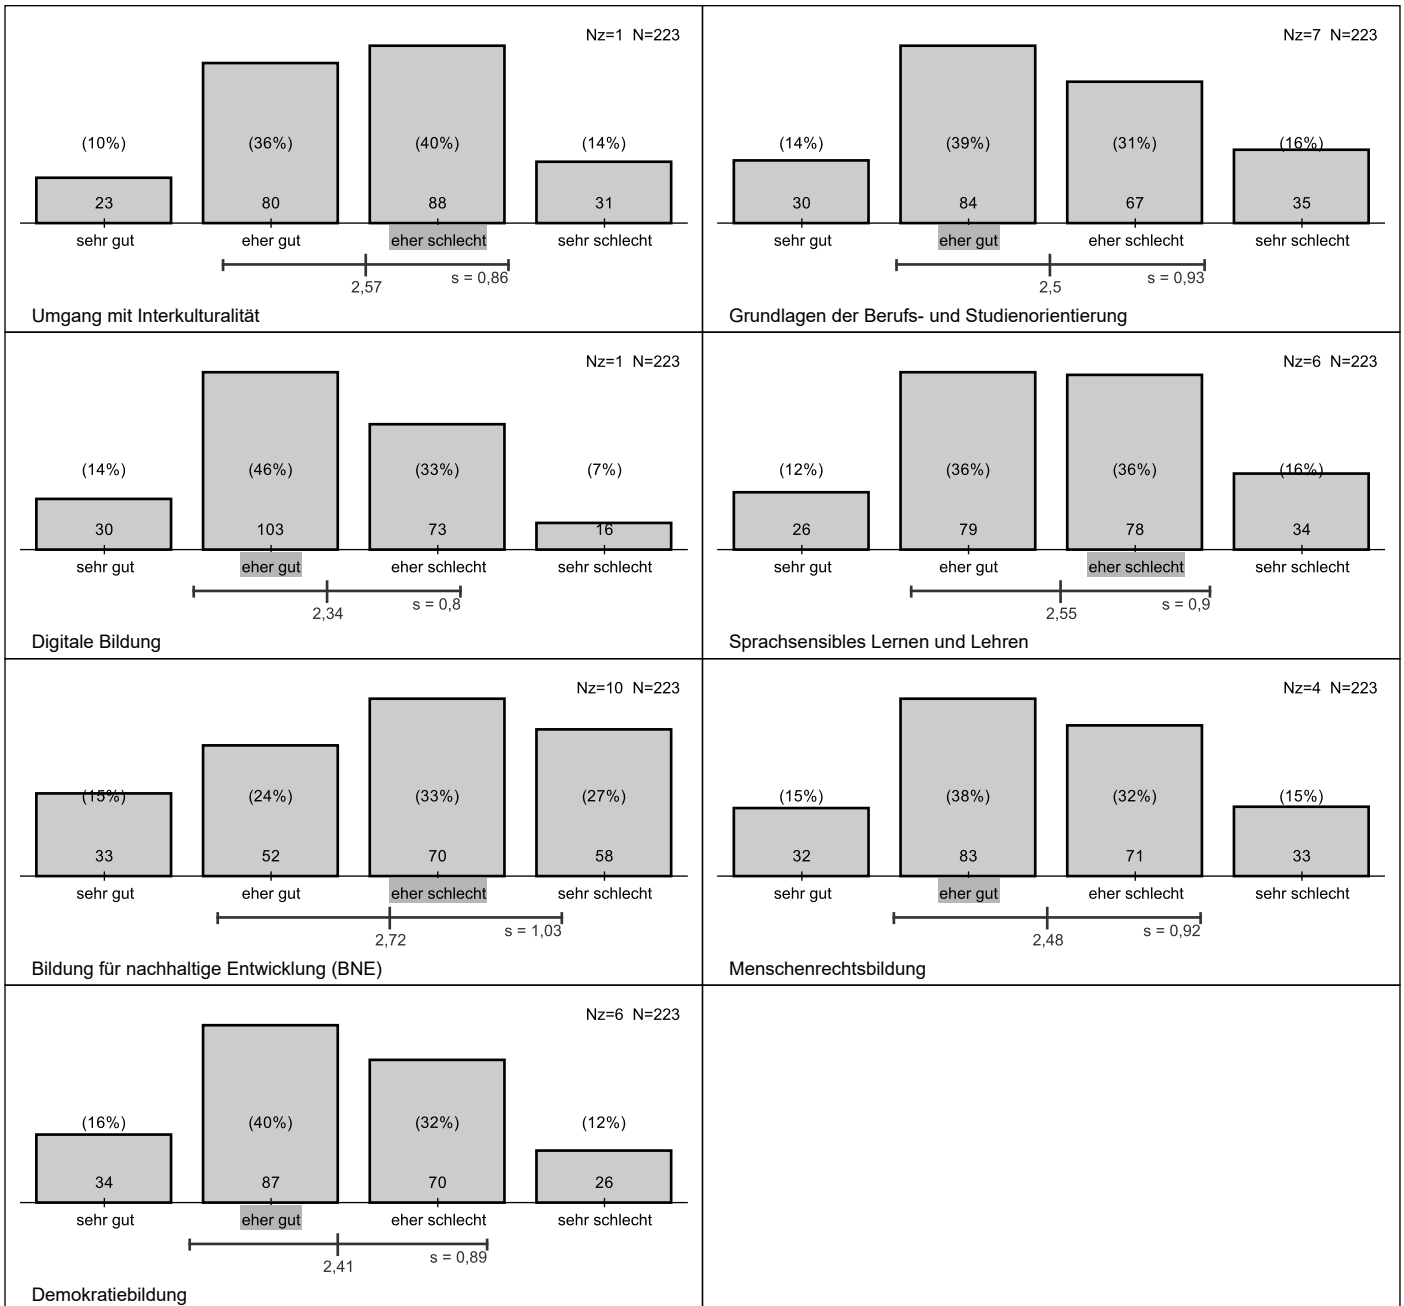 Nz=1 N=223
(10%) (36%) (40%) (14%)
23 80 88 31
sehr gut eher gut eher schlecht sehr schlecht
s = 0,86
2,57
Umgang mit Interkulturalität
Nz=7 N=223
(14%) (39%) (31%) (16%)
30 84 67 35
sehr gut eher gut eher schlecht sehr schlecht
s = 0,93
2,5
Grundlagen der Berufs- und Studienorientierung
Nz=1 N=223
(14%) (46%) (33%) (7%)
30 103 73 16
sehr gut eher gut eher schlecht sehr schlecht
s = 0,8
2,34
Digitale Bildung
Nz=6 N=223
(12%) (36%) (36%) (16%)
26 79 78 34
sehr gut eher gut eher schlecht sehr schlecht
s = 0,9
2,55
Sprachsensibles Lernen und Lehren
Nz=10 N=223
(15%) (24%) (33%) (27%)
33 52 70 58
sehr gut eher gut eher schlecht sehr schlecht
s = 1,03
2,72
Bildung für nachhaltige Entwicklung (BNE)
Nz=4 N=223
(15%) (38%) (32%) (15%)
32 83 71 33
sehr gut eher gut eher schlecht sehr schlecht
s = 0,92
2,48
Menschenrechtsbildung
Nz=6 N=223
(16%) (40%) (32%) (12%)
34 87 70 26
sehr gut eher gut eher schlecht sehr schlecht
s = 0,89
2,41
Demokratiebildung